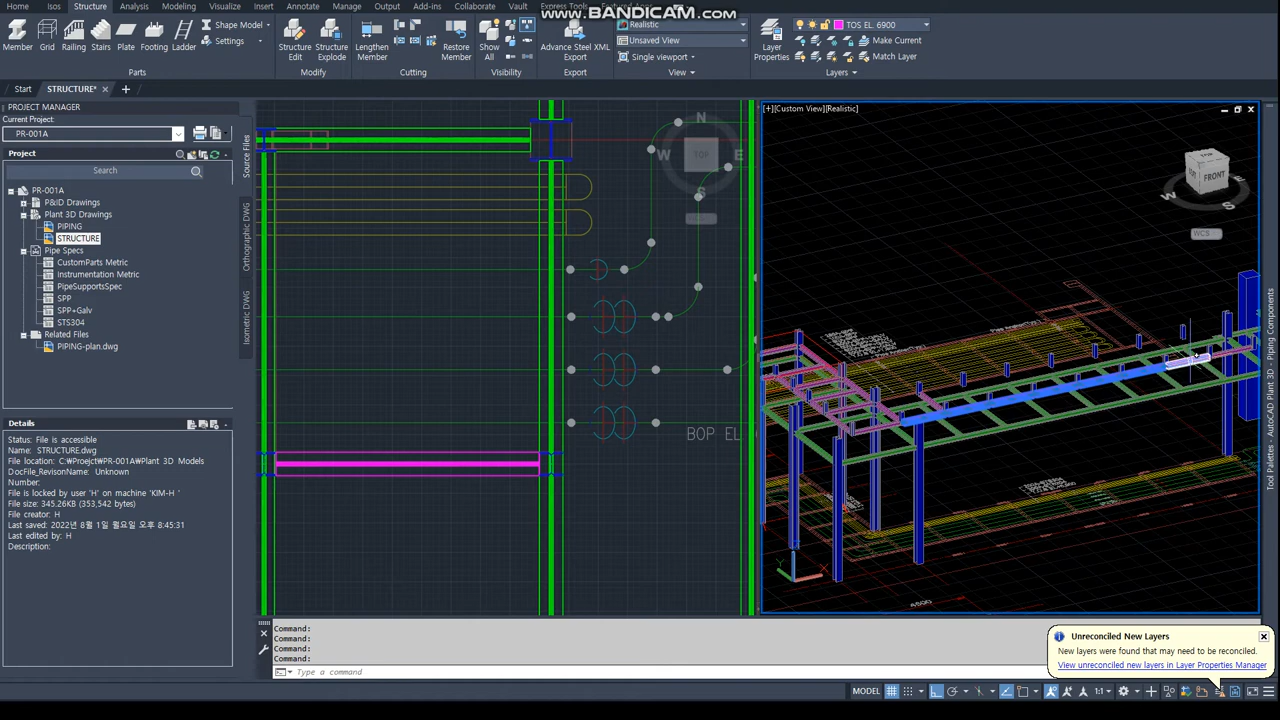 www.BANDICAM.com
Home Isos Structure Analysis Modeling Visualize Insert Annotate Manage Output Add-ins Collaborate Vault Express Tools
Member Grid Railing Stairs Plate Footing Ladder
Shape Model
Settings
Parts
Structure Edit
Structure Explode
Modify
Lengthen Member
Restore Member
Cutting
Show All
Visibility
Advance Steel XML
Export
Realistic
Unsaved View
Single viewport
View
Layer Properties
TOS EL 6900
Make Current
Match Layer
Layers
Start STRUCTURE*
PROJECT MANAGER
Current Project:
PR-001A
Project
Search
PR-001A
P&ID Drawings
Plant 3D Drawings
PIPING
STRUCTURE
Pipe Specs
CustomParts Metric
Instrumentation Metric
PipeSupportsSpec
SPP
SPP+Galv
STS304
Related Files
PIPING-plan.dwg
Source Files
Orthographic DWG
Isometric DWG
Details
Status: File is accessible
Name: STRUCTURE.dwg
File location: C:\Project\PR-001A\Plant 3D Models
DocFile_RevisonName: Unknown
Number:
File is locked by user 'H' on machine 'KIM-H '
File size: 345.26KB (353,542 bytes)
File creator: H
Last saved: 2022년 8월 1일 월요일 오후 8:45:31
Last edited by: H
Description:
N
W TOP E
S
BOP EL
[+][Custom View][Realistic]
TOP
FRONT
W
E
S
WCS
Y
X
4500
Tool Palettes - AutoCAD Plant 3D - Piping Components
Command:
Command:
Command:
Command:
Type a command
Unreconciled New Layers
New layers were found that may need to be reconciled.
View unreconciled new layers in Layer Properties Manager
MODEL
1:1